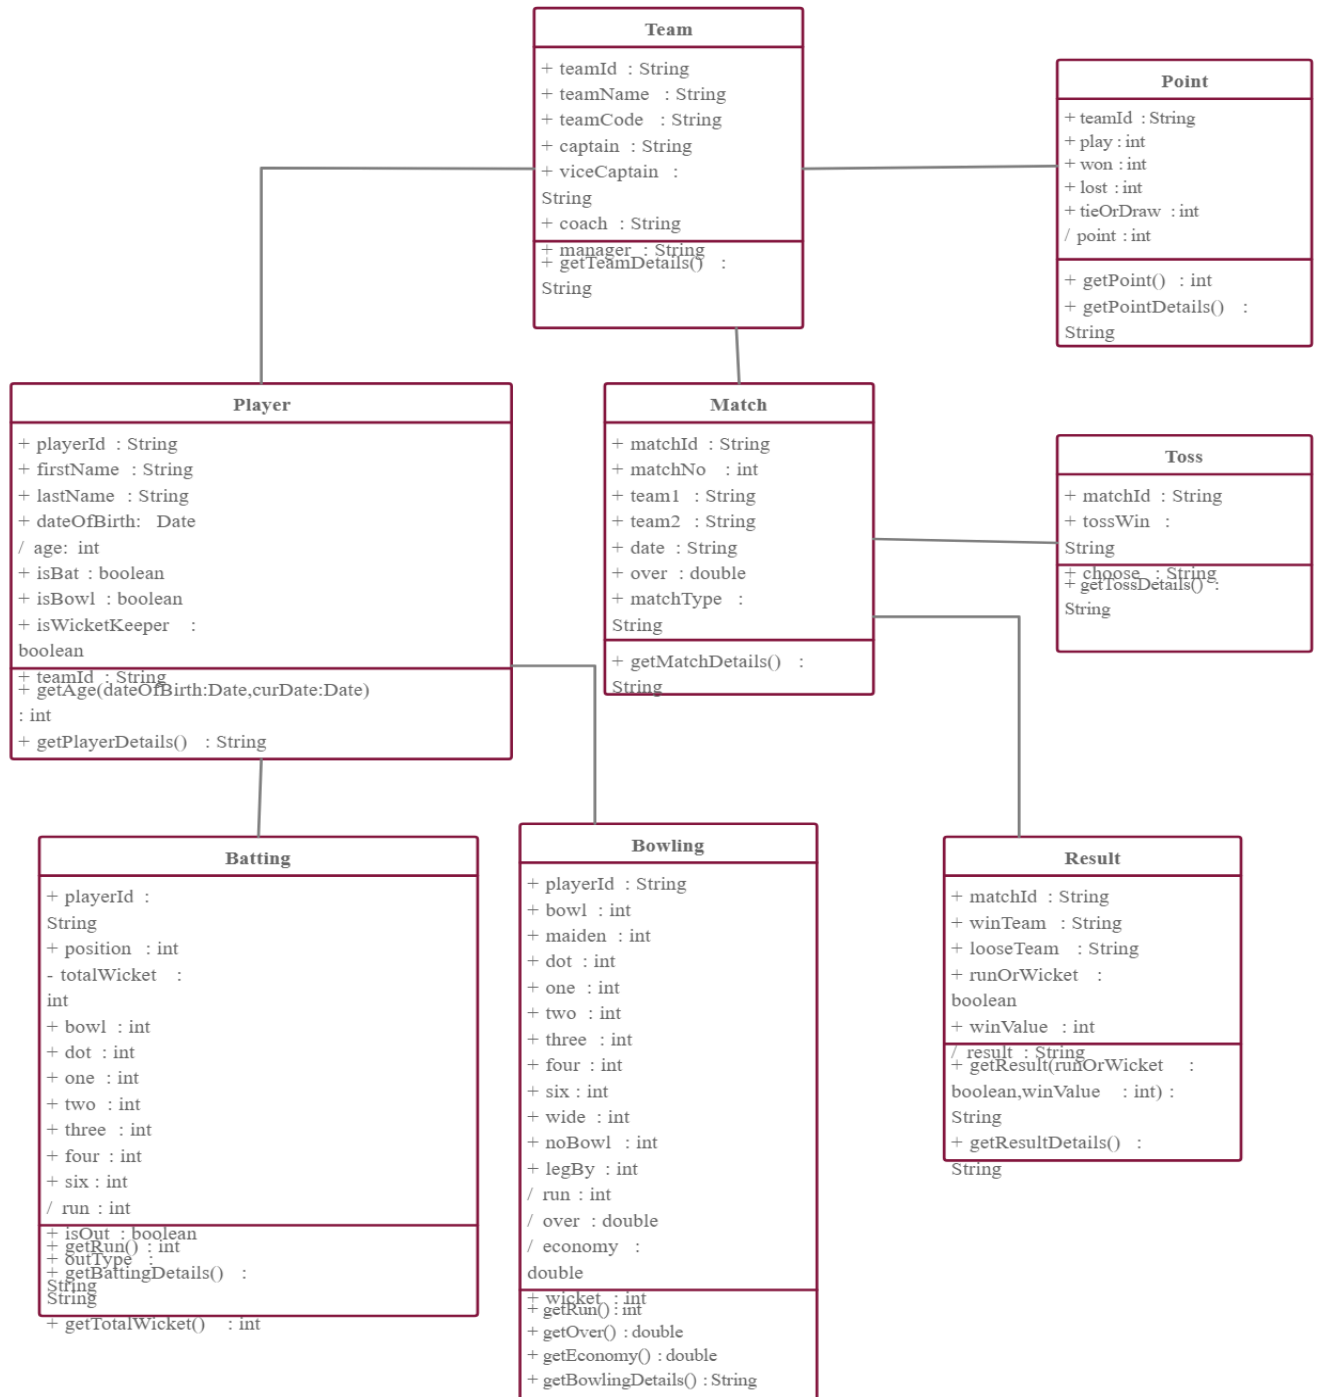 Team
+ teamId : String
+ teamName : String
+ teamCode : String
+ captain : String
+ viceCaptain :
String
+ coach : String
+ manager : String
+ getTeamDetails() :
String
Point
+ teamId : String
+ play : int
+ won : int
+ lost : int
+ tieOrDraw : int
/ point : int
+ getPoint() : int
+ getPointDetails() :
String
Player
+ playerId : String
+ firstName : String
+ lastName : String
+ dateOfBirth: Date
/ age: int
+ isBat : boolean
+ isBowl : boolean
+ isWicketKeeper :
boolean
+ teamId : String
+ getAge(dateOfBirth:Date,curDate:Date)
: int
+ getPlayerDetails() : String
Match
+ matchId : String
+ matchNo : int
+ team1 : String
+ team2 : String
+ date : String
+ over : double
+ matchType :
String
+ getMatchDetails() :
String
Toss
+ matchId : String
+ tossWin :
String
+ choose : String
+ getTossDetails() :
String
Batting
+ playerId :
String
+ position : int
- totalWicket :
int
+ bowl : int
+ dot : int
+ one : int
+ two : int
+ three : int
+ four : int
+ six : int
/ run : int
+ isOut : boolean
+ outType :
String
+ getRun() : int
+ getBattingDetails() :
String
+ getTotalWicket() : int
Bowling
+ playerId : String
+ bowl : int
+ maiden : int
+ dot : int
+ one : int
+ two : int
+ three : int
+ four : int
+ six : int
+ wide : int
+ noBowl : int
+ legBy : int
/ run : int
/ over : double
/ economy :
double
+ wicket : int
+ getRun() : int
+ getOver() : double
+ getEconomy() : double
+ getBowlingDetails() : String
Result
+ matchId : String
+ winTeam : String
+ looseTeam : String
+ runOrWicket :
boolean
+ winValue : int
/ result : String
+ getResult(runOrWicket :
boolean,winValue : int) :
String
+ getResultDetails() :
String